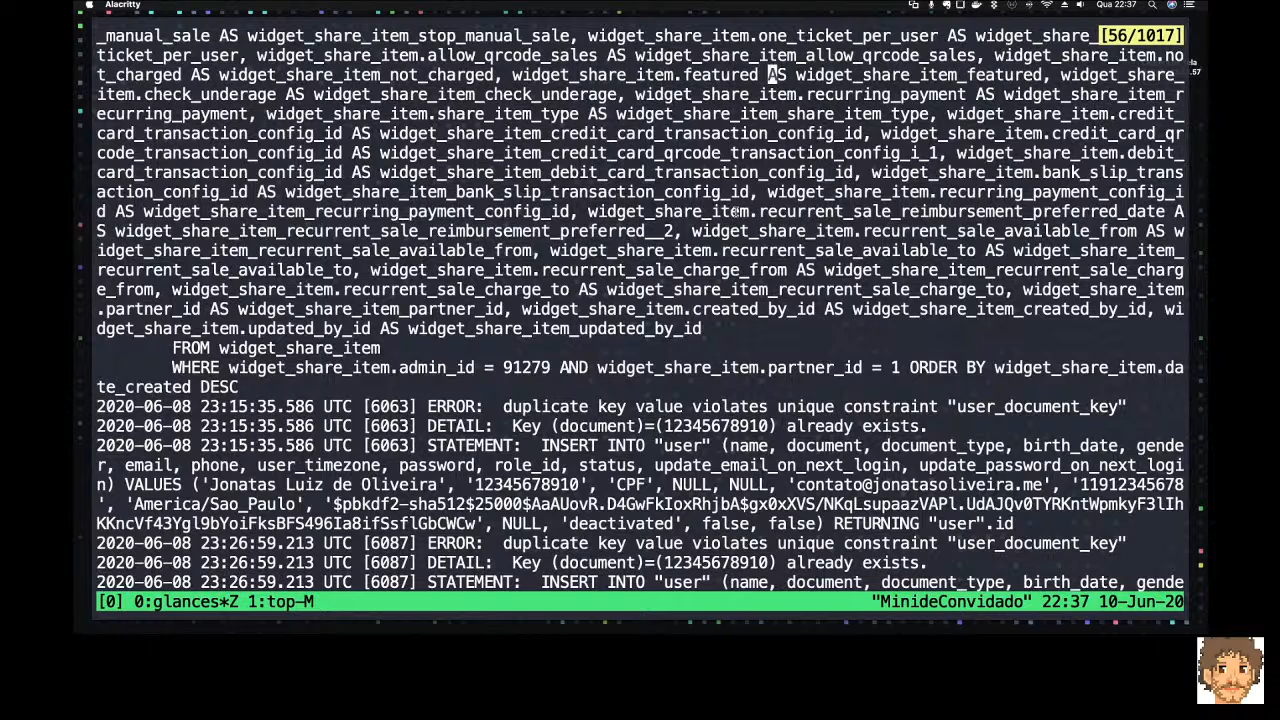 Alacritty
Qua 22:37
_manual_sale AS widget_share_item_stop_manual_sale, widget_share_item.one_ticket_per_user AS widget_share_[56/1017]
ticket_per_user, widget_share_item.allow_qrcode_sales AS widget_share_item_allow_qrcode_sales, widget_share_item.no
t_charged AS widget_share_item_not_charged, widget_share_item.featured AS widget_share_item_featured, widget_share_
item.check_underage AS widget_share_item_check_underage, widget_share_item.recurring_payment AS widget_share_item_r
ecurring_payment, widget_share_item.share_item_type AS widget_share_item_share_item_type, widget_share_item.credit_
card_transaction_config_id AS widget_share_item_credit_card_transaction_config_id, widget_share_item.credit_card_qr
code_transaction_config_id AS widget_share_item_credit_card_qrcode_transaction_config_i_1, widget_share_item.debit_
card_transaction_config_id AS widget_share_item_debit_card_transaction_config_id, widget_share_item.bank_slip_trans
action_config_id AS widget_share_item_bank_slip_transaction_config_id, widget_share_item.recurring_payment_config_i
d AS widget_share_item_recurring_payment_config_id, widget_share_item.recurrent_sale_reimbursement_preferred_date A
S widget_share_item_recurrent_sale_reimbursement_preferred__2, widget_share_item.recurrent_sale_available_from AS w
idget_share_item_recurrent_sale_available_from, widget_share_item.recurrent_sale_available_to AS widget_share_item_
recurrent_sale_available_to, widget_share_item.recurrent_sale_charge_from AS widget_share_item_recurrent_sale_charg
e_from, widget_share_item.recurrent_sale_charge_to AS widget_share_item_recurrent_sale_charge_to, widget_share_item
.partner_id AS widget_share_item_partner_id, widget_share_item.created_by_id AS widget_share_item_created_by_id, wi
dget_share_item.updated_by_id AS widget_share_item_updated_by_id
FROM widget_share_item
WHERE widget_share_item.admin_id = 91279 AND widget_share_item.partner_id = 1 ORDER BY widget_share_item.da
te_created DESC
2020-06-08 23:15:35.586 UTC [6063] ERROR:  duplicate key value violates unique constraint "user_document_key"
2020-06-08 23:15:35.586 UTC [6063] DETAIL:  Key (document)=(12345678910) already exists.
2020-06-08 23:15:35.586 UTC [6063] STATEMENT:  INSERT INTO "user" (name, document, document_type, birth_date, gende
r, email, phone, user_timezone, password, role_id, status, update_email_on_next_login, update_password_on_next_logi
n) VALUES ('Jonatas Luiz de Oliveira', '12345678910', 'CPF', NULL, NULL, 'contato@jonatasoliveira.me', '11912345678
', 'America/Sao_Paulo', '$pbkdf2-sha512$25000$AaAUovR.D4GwFkIoxRhjbA$gx0xXVS/NKqLsupaazVAPl.UdAJQv0TYRKntWpmkyF3lIh
KKncVf43Ygl9bYoiFksBFS496Ia8ifSsflGbCWCw', NULL, 'deactivated', false, false) RETURNING "user".id
2020-06-08 23:26:59.213 UTC [6087] ERROR:  duplicate key value violates unique constraint "user_document_key"
2020-06-08 23:26:59.213 UTC [6087] DETAIL:  Key (document)=(12345678910) already exists.
2020-06-08 23:26:59.213 UTC [6087] STATEMENT:  INSERT INTO "user" (name, document, document_type, birth_date, gende
[0] 0:glances*Z 1:top-M "MinideConvidado" 22:37 10-Jun-20